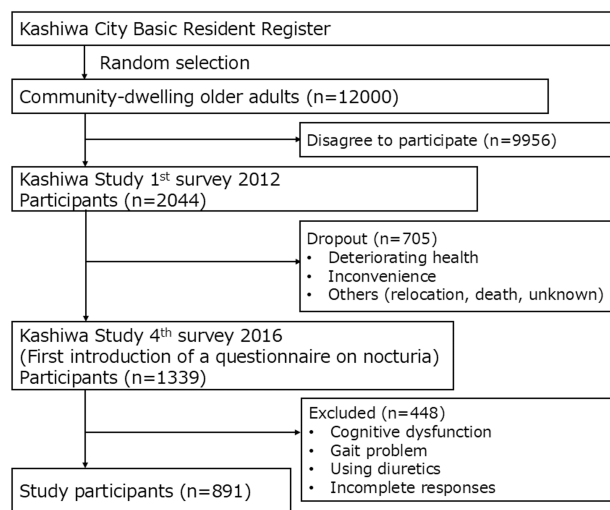 Kashiwa City Basic Resident Register
Random selection
Community-dwelling older adults (n=12000)
Disagree to participate (n=9956)
Kashiwa Study 1st survey 2012
Participants (n=2044)
Dropout (n=705)
• Deteriorating health
• Inconvenience
• Others (relocation, death, unknown)
Kashiwa Study 4th survey 2016
(First introduction of a questionnaire on nocturia)
Participants (n=1339)
Excluded (n=448)
• Cognitive dysfunction
• Gait problem
• Using diuretics
• Incomplete responses
Study participants (n=891)